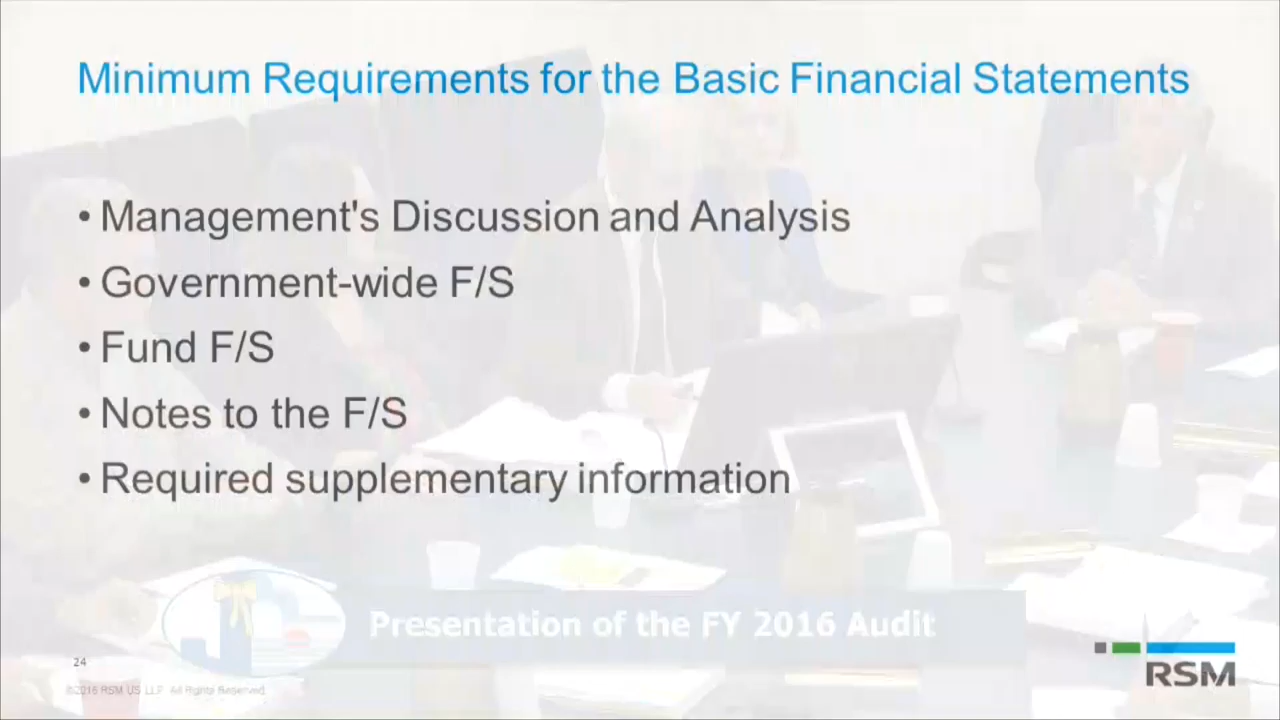 Minimum Requirements for the Basic Financial Statements
• Management's Discussion and Analysis
• Government-wide F/S
• Fund F/S
• Notes to the F/S
• Required supplementary information
Presentation of the FY 2016 Audit
24
©2016 RSM US LLP. All Rights Reserved.
RSM